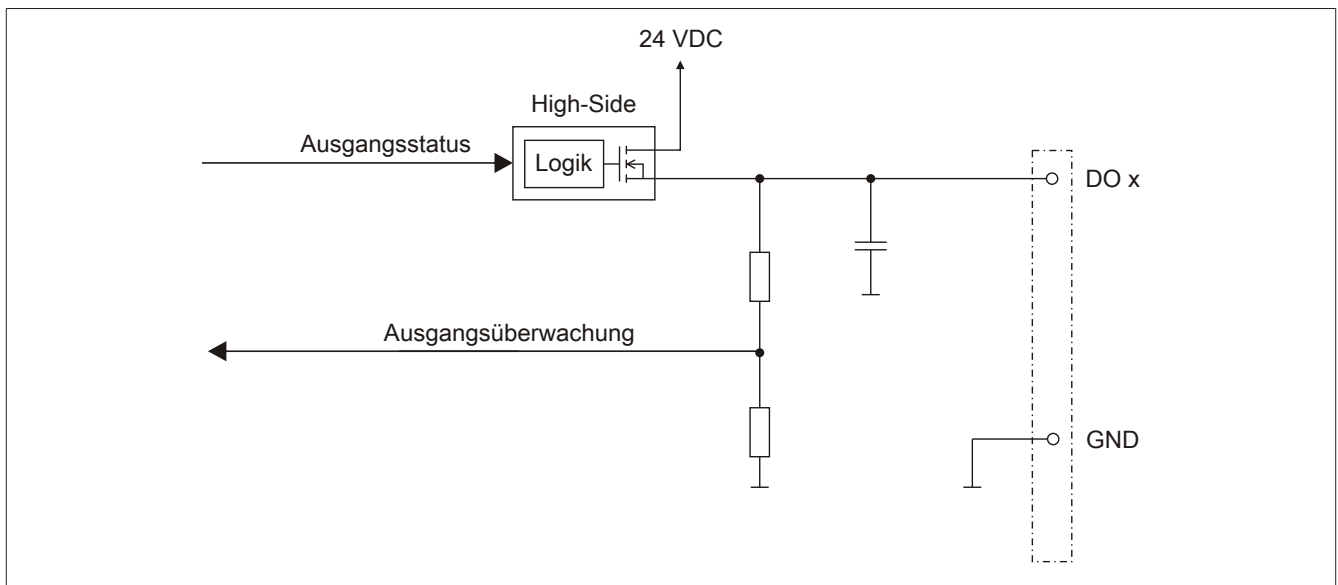 24 VDC
High-Side
Ausgangsstatus
Logik
DO x
Ausgangsüberwachung
GND